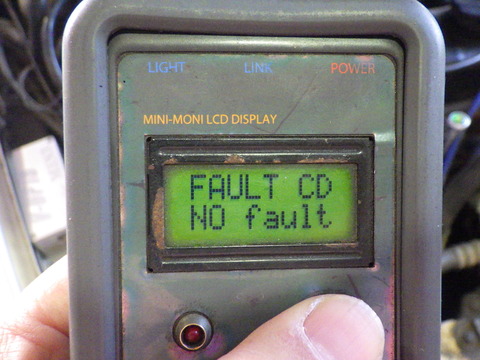 LIGHT LINK POWER
MINI-MONI LCD DISPLAY
FAULT CD
NO fault